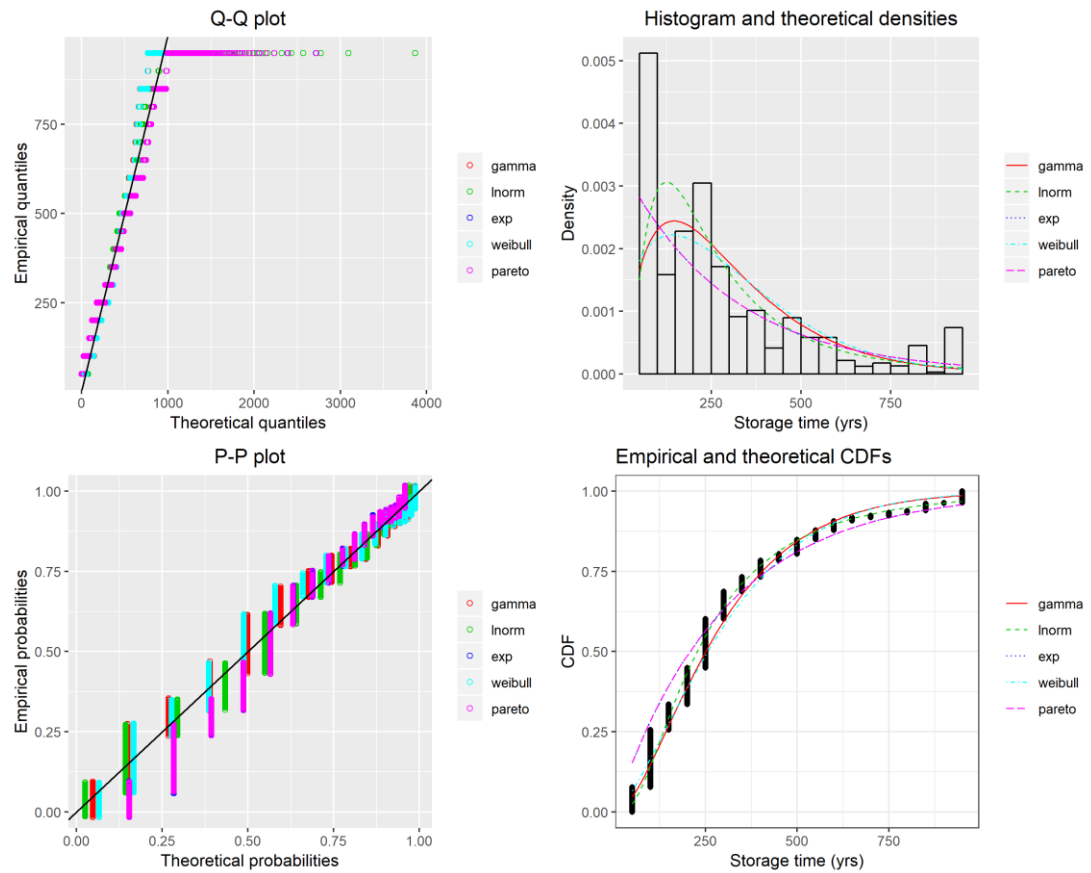 Q-Q plot
Empirical quantiles
750
500
250
0
1000
2000
3000
4000
Theoretical quantiles
gamma
lnorm
exp
weibull
pareto
Histogram and theoretical densities
Density
0.005
0.004
0.003
0.002
0.001
0.000
250
500
750
Storage time (yrs)
gamma
lnorm
exp
weibull
pareto
P-P plot
Empirical probabilities
1.00
0.75
0.50
0.25
0.00
0.00
0.25
0.50
0.75
1.00
Theoretical probabilities
gamma
lnorm
exp
weibull
pareto
Empirical and theoretical CDFs
CDF
1.00
0.75
0.50
0.25
0.00
250
500
750
Storage time (yrs)
gamma
lnorm
exp
weibull
pareto